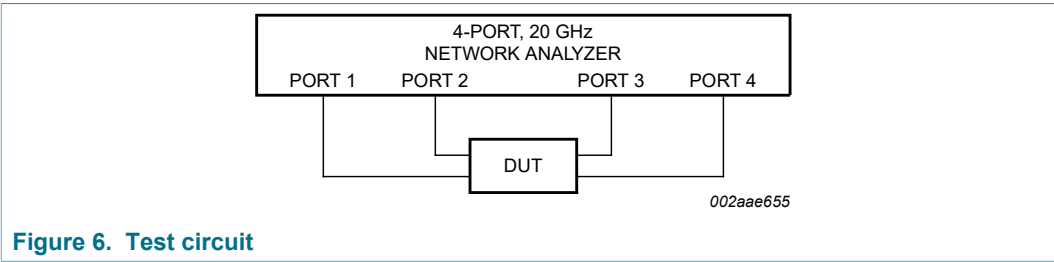 4-PORT, 20 GHz
NETWORK ANALYZER
PORT 1 PORT 2 PORT 3 PORT 4
DUT
002aae655
Figure 6. Test circuit